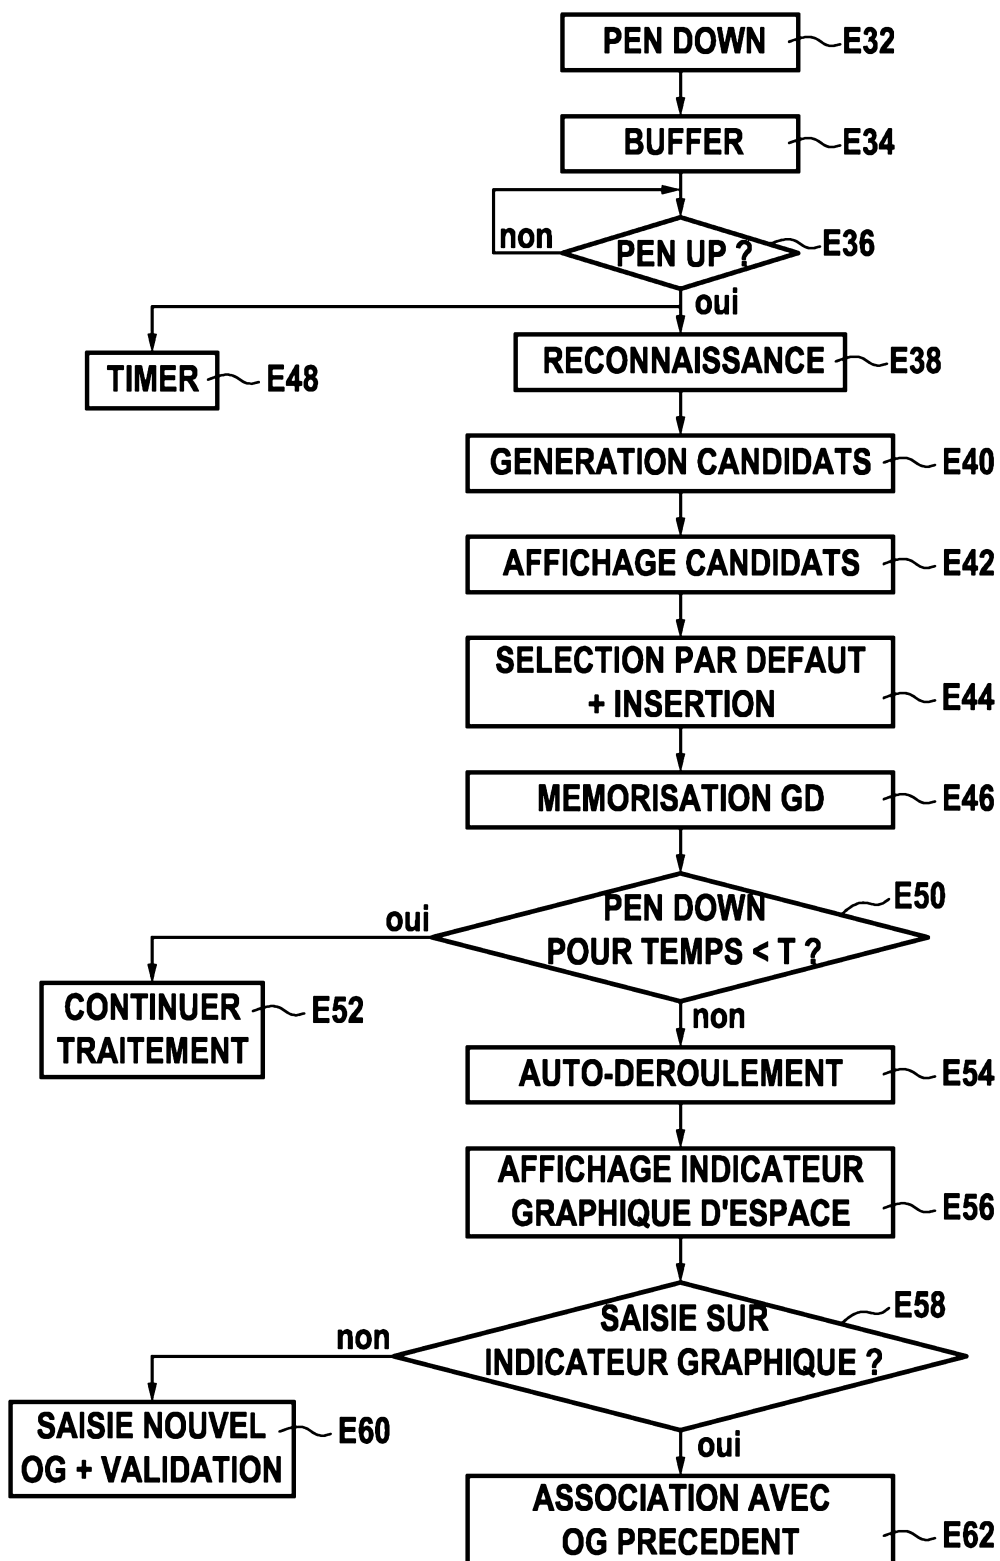 PEN DOWN
E32
BUFFER
E34
non
PEN UP ?
E36
oui
TIMER
E48
RECONNAISSANCE
E38
GENERATION CANDIDATS
E40
AFFICHAGE CANDIDATS
E42
SELECTION PAR DEFAUT
+ INSERTION
E44
MEMORISATION GD
E46
PEN DOWN
POUR TEMPS < T ?
E50
oui
CONTINUER
TRAITEMENT
E52
non
AUTO-DEROULEMENT
E54
AFFICHAGE INDICATEUR
GRAPHIQUE D'ESPACE
E56
SAISIE SUR
INDICATEUR GRAPHIQUE ?
E58
non
SAISIE NOUVEL
OG + VALIDATION
E60
oui
ASSOCIATION AVEC
OG PRECEDENT
E62